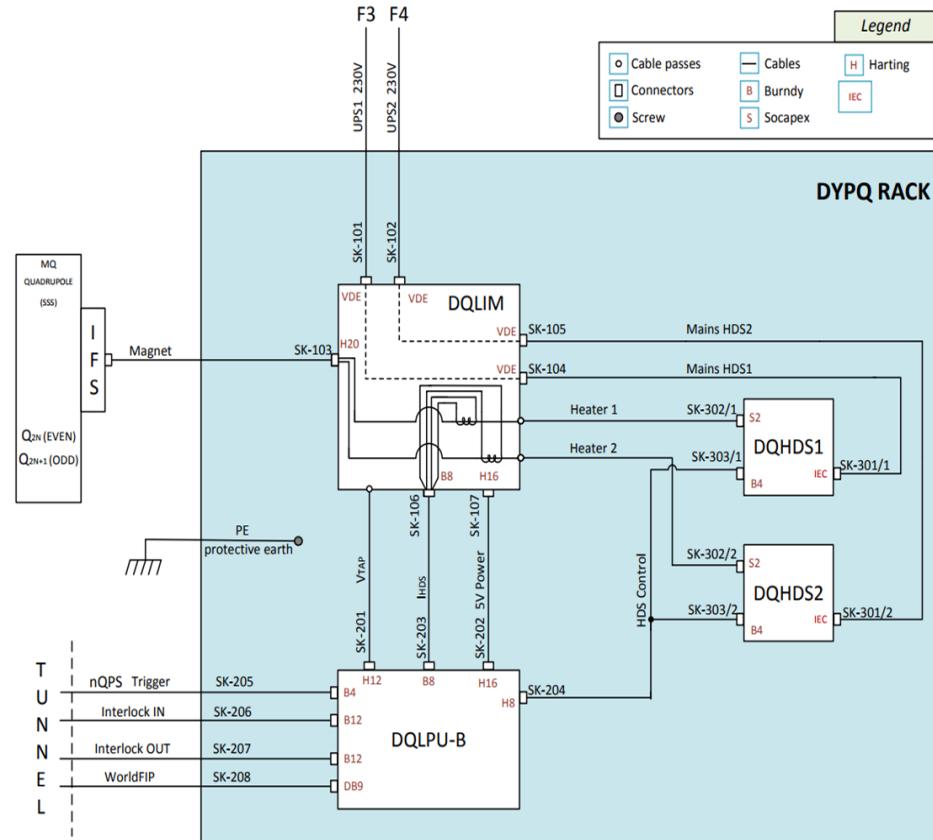 F3
F4
Legend
UPS1 230V
UPS2 230V
Cable passes
Cables
H
Harting
Connectors
B
Burndy
IEC
Screw
S
Socapex
DYPQ RACK
SK-101
SK-102
MQ
QUADRUPOLE
(SSS)
VDE
VDE
DQLIM
I
F
S
Magnet
SK-103
H20
VDE
SK-105
Mains HDS2
VDE
SK-104
Mains HDS1
Heater 1
SK-302/1
S2
DQHDS1
Q2N (EVEN)
Q2N+1 (ODD)
Heater 2
SK-303/1
IEC
SK-301/1
B4
B8
H16
SK-106
SK-107
PE
protective earth
VTAP
IHDS
5V Power
HDS Control
SK-302/2
S2
DQHDS2
SK-303/2
IEC
SK-301/2
B4
SK-201
SK-203
SK-202
T
U
N
N
E
L
nQPS Trigger
SK-205
H12
B8
H16
SK-204
B4
H8
Interlock IN
SK-206
B12
DQLPU-B
Interlock OUT
SK-207
B12
WorldFIP
SK-208
DB9